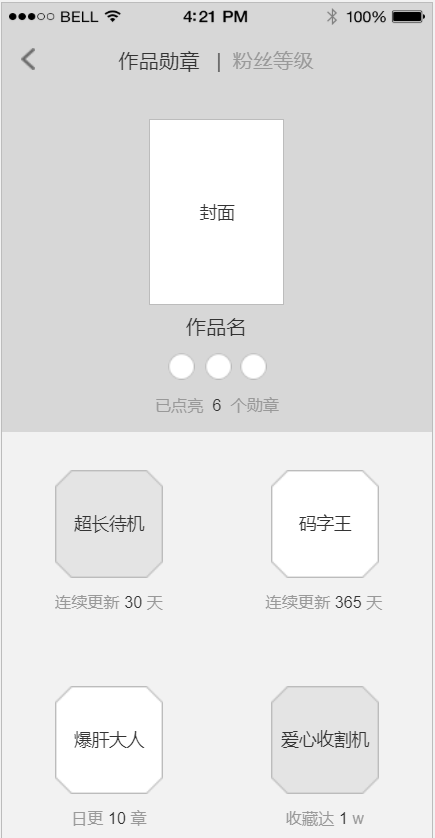 BELL 4:21 PM 100%
作品勋章 | 粉丝等级
封面
作品名
已点亮 6 个勋章
超长待机 码字王
连续更新 30 天 连续更新 365 天
爆肝大人 爱心收割机
日更 10 章 收藏达 1 w